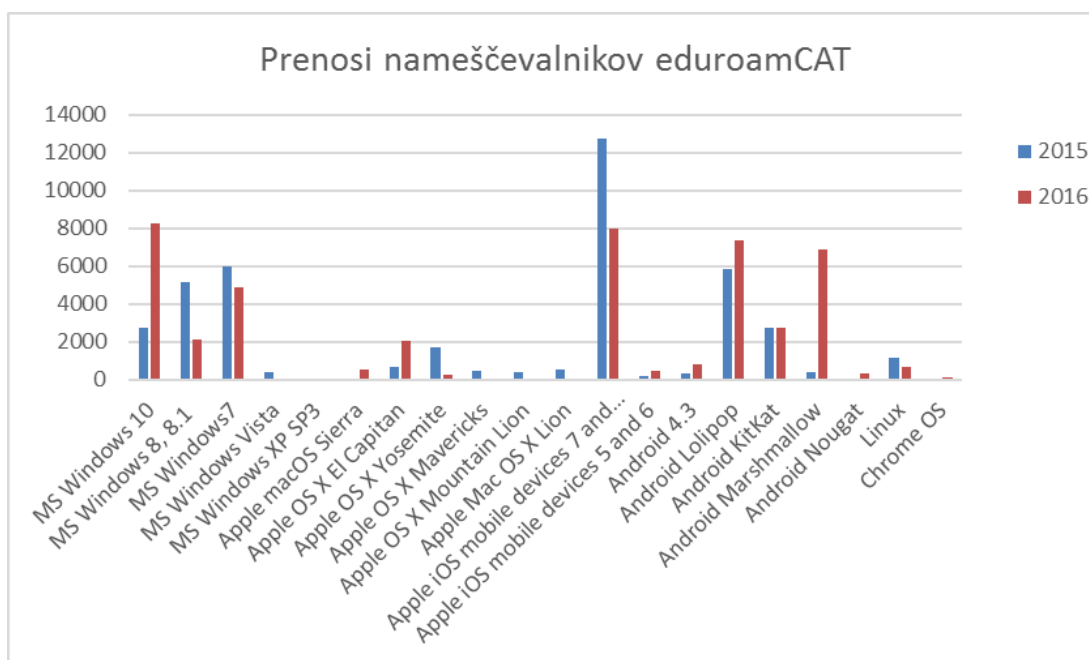 Prenosi nameščevalnikov eduroamCAT
14000
12000
10000
8000
6000
4000
2000
0
2015
2016
MS Windows 10
MS Windows 8, 8.1
MS Windows7
MS Windows Vista
MS Windows XP SP3
Apple macOS Sierra
Apple OS X El Capitan
Apple OS X Yosemite
Apple OS X Mavericks
Apple OS X Mountain Lion
Apple Mac OS X Lion
Apple iOS mobile devices 7 and...
Apple iOS mobile devices 5 and 6
Android 4.3
Android Lolipop
Android KitKat
Android Marshmallow
Android Nougat
Linux
Chrome OS